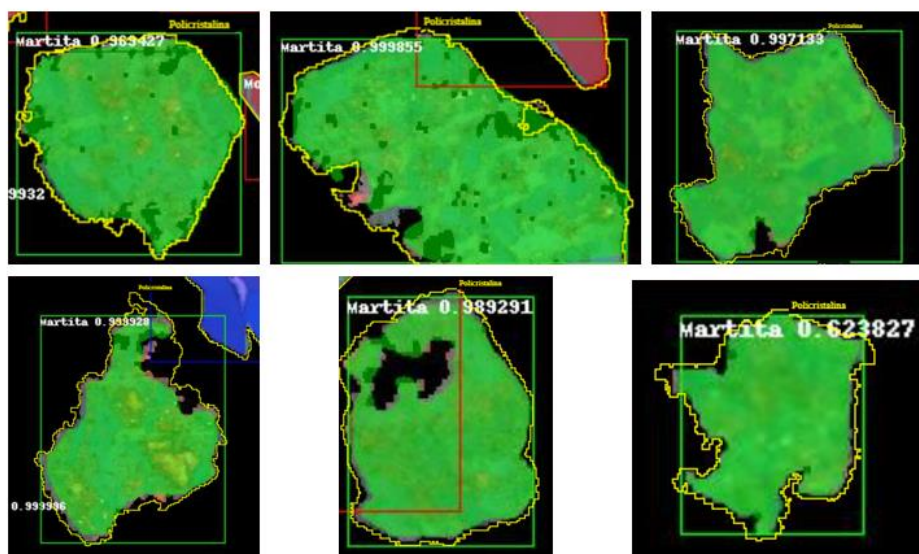 Policristalina
Martita 0.969427
Mo
9932
Policristalina
Martita 0.999855
Policristalina
Martita 0.997133
Policristalina
Martita 0.999928
0.999996
Policristalina
Martita 0.989291
Policristalina
Martita 0.623827